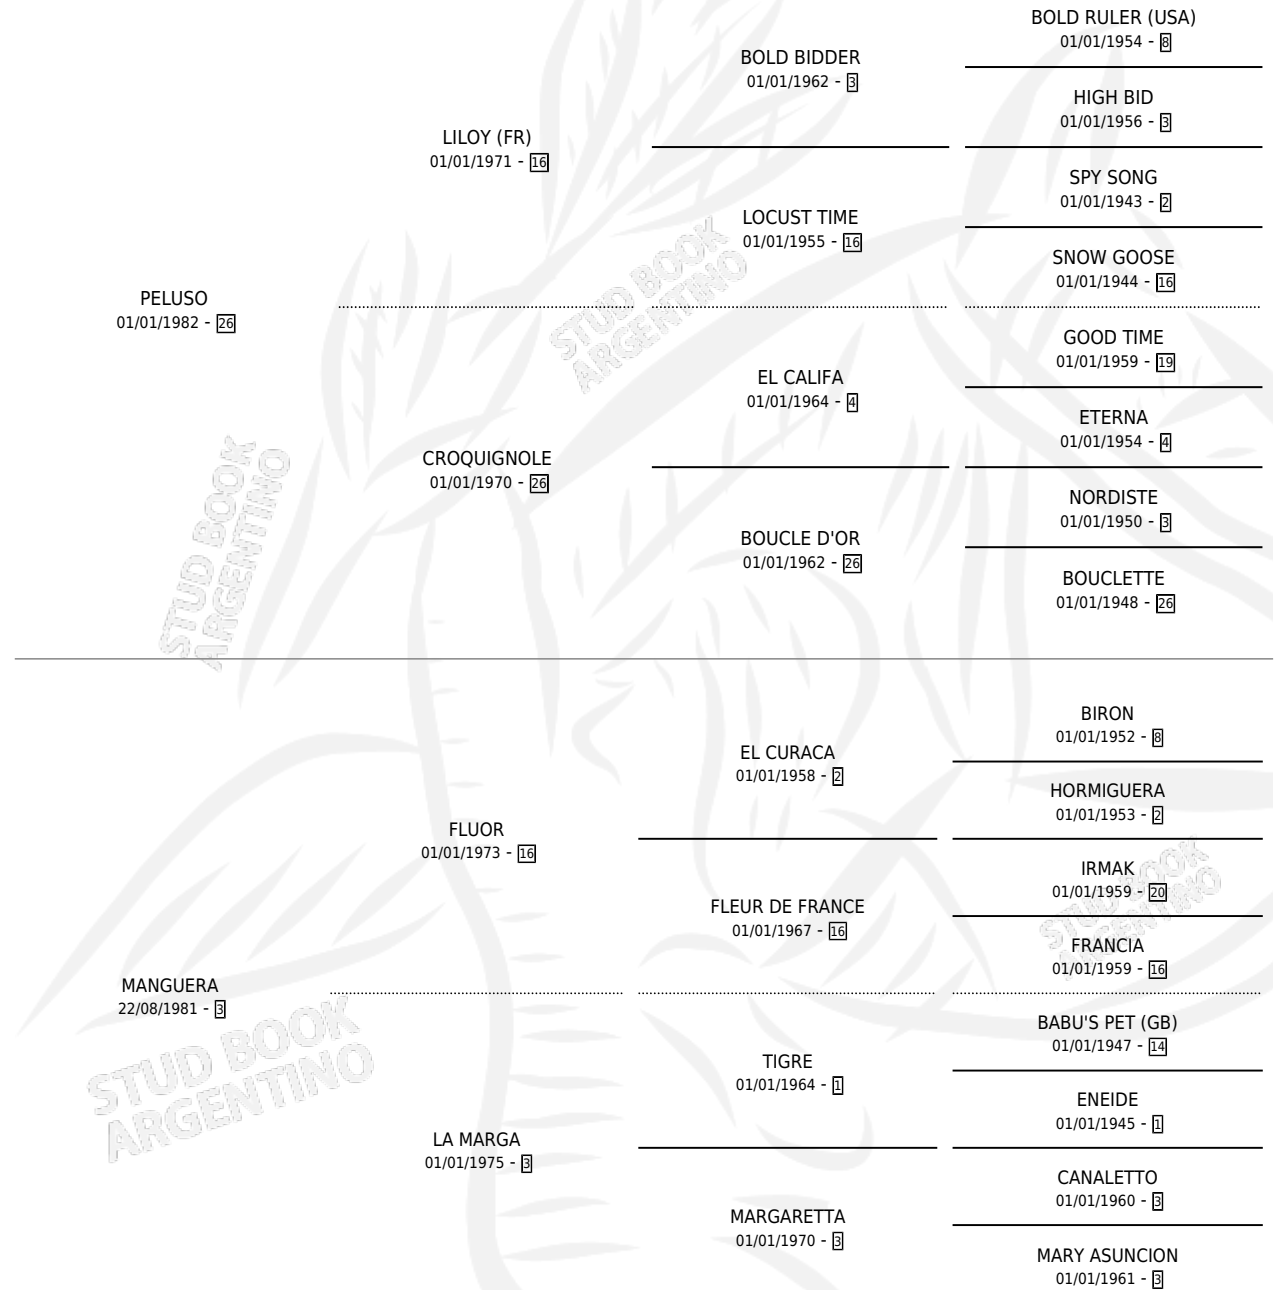 BOLD RULER (USA)
01/01/1954 - 8
BOLD BIDDER
01/01/1962 - 3
HIGH BID
01/01/1956 - 3
LILOY (FR)
01/01/1971 - 16
SPY SONG
01/01/1943 - 2
LOCUST TIME
01/01/1955 - 16
SNOW GOOSE
01/01/1944 - 16
PELUSO
01/01/1982 - 26
GOOD TIME
01/01/1959 - 19
EL CALIFA
01/01/1964 - 4
ETERNA
01/01/1954 - 4
CROQUIGNOLE
01/01/1970 - 26
NORDISTE
01/01/1950 - 3
BOUCLE D'OR
01/01/1962 - 26
BOUCLETTE
01/01/1948 - 26
BIRON
01/01/1952 - 8
EL CURACA
01/01/1958 - 2
HORMIGUERA
01/01/1953 - 2
FLUOR
01/01/1973 - 16
IRMAK
01/01/1959 - 20
FLEUR DE FRANCE
01/01/1967 - 16
FRANCIA
01/01/1959 - 16
MANGUERA
22/08/1981 - 3
BABU'S PET (GB)
01/01/1947 - 14
TIGRE
01/01/1964 - 1
ENEIDE
01/01/1945 - 1
LA MARGA
01/01/1975 - 3
CANALETTO
01/01/1960 - 3
MARGARETTA
01/01/1970 - 3
MARY ASUNCION
01/01/1961 - 3
STUD BOOK
ARGENTINO
STUD BOOK
ARGENTINO
STUD BOOK
ARGENTINO
STUD BOOK
ARGENTINO